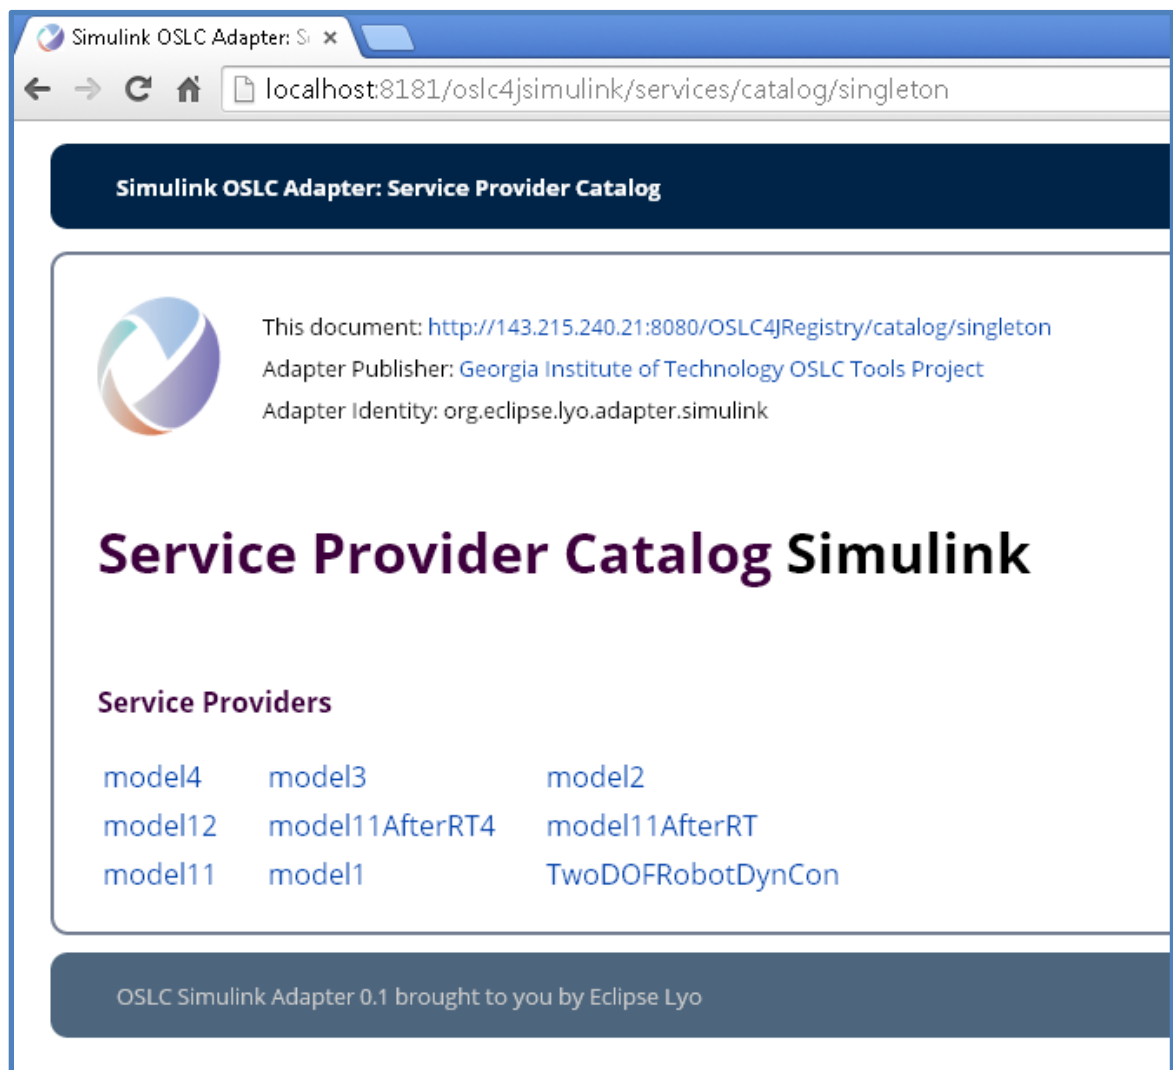 Simulink OSLC Adapter: S
localhost:8181/oslc4jsimulink/services/catalog/singleton
Simulink OSLC Adapter: Service Provider Catalog
This document: http://143.215.240.21:8080/OSLC4JRegistry/catalog/singleton
Adapter Publisher: Georgia Institute of Technology OSLC Tools Project
Adapter Identity: org.eclipse.lyo.adapter.simulink
Service Provider Catalog Simulink
Service Providers
model4 model3 model2
model12 model11AfterRT4 model11AfterRT
model11 model1 TwoDOFRobotDynCon
OSLC Simulink Adapter 0.1 brought to you by Eclipse Lyo